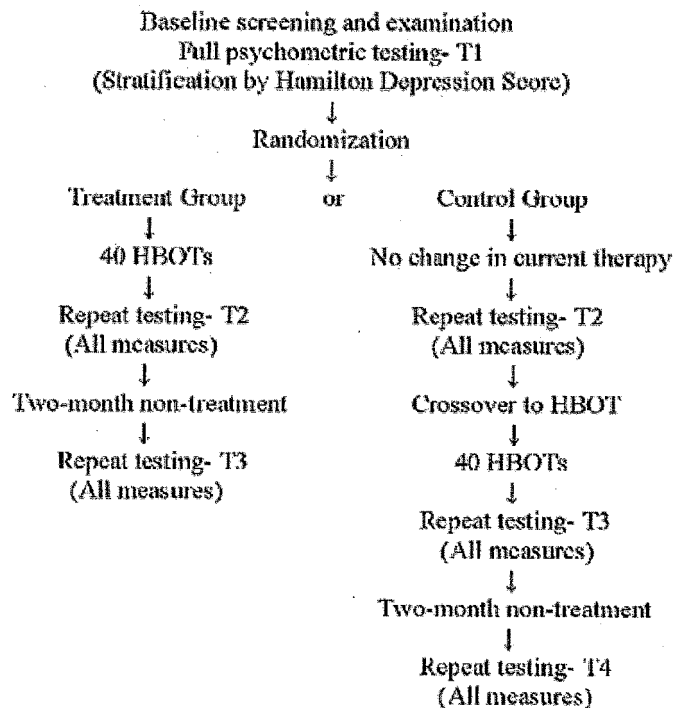 Baseline screening and examination
Full psychometric testing- T1
(Stratification by Hamilton Depression Score)
↓
Randomization
↓
Treatment Group or Control Group
↓ ↓
40 HBOTs No change in current therapy
↓ ↓
Repeat testing- T2 Repeat testing- T2
(All measures) (All measures)
↓ ↓
Two-month non-treatment Crossover to HBOT
↓ ↓
Repeat testing- T3 40 HBOTs
(All measures) ↓
Repeat testing- T3
(All measures)
↓
Two-month non-treatment
↓
Repeat testing- T4
(All measures)